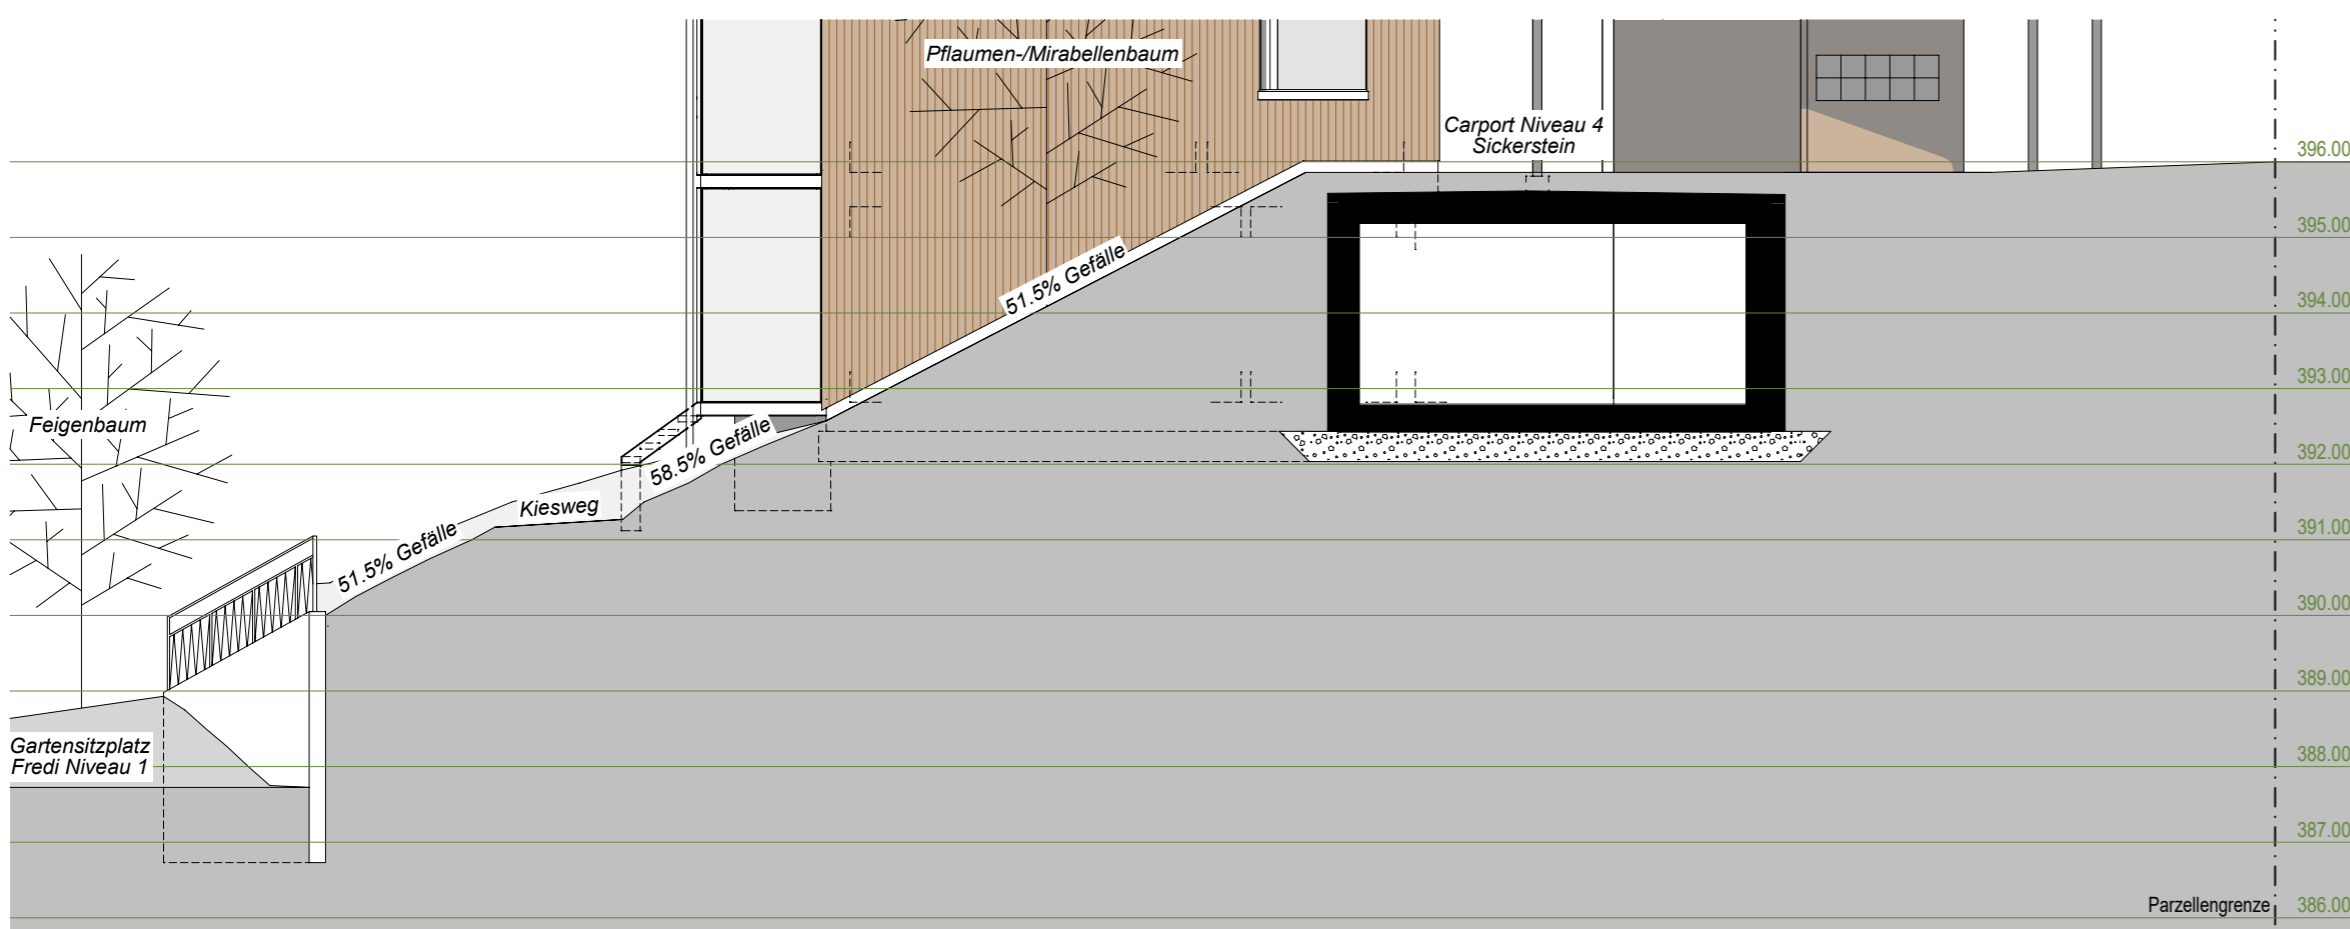 Pflaumen-/Mirabellenbaum
Carport Niveau 4
Sickerstein
396.00
395.00
51.5% Gefälle
394.00
393.00
Feigenbaum
58.5% Gefälle
392.00
Kiesweg
391.00
51.5% Gefälle
390.00
389.00
Gartensitzplatz
Fredi Niveau 1
388.00
387.00
Parzellengrenze
386.00